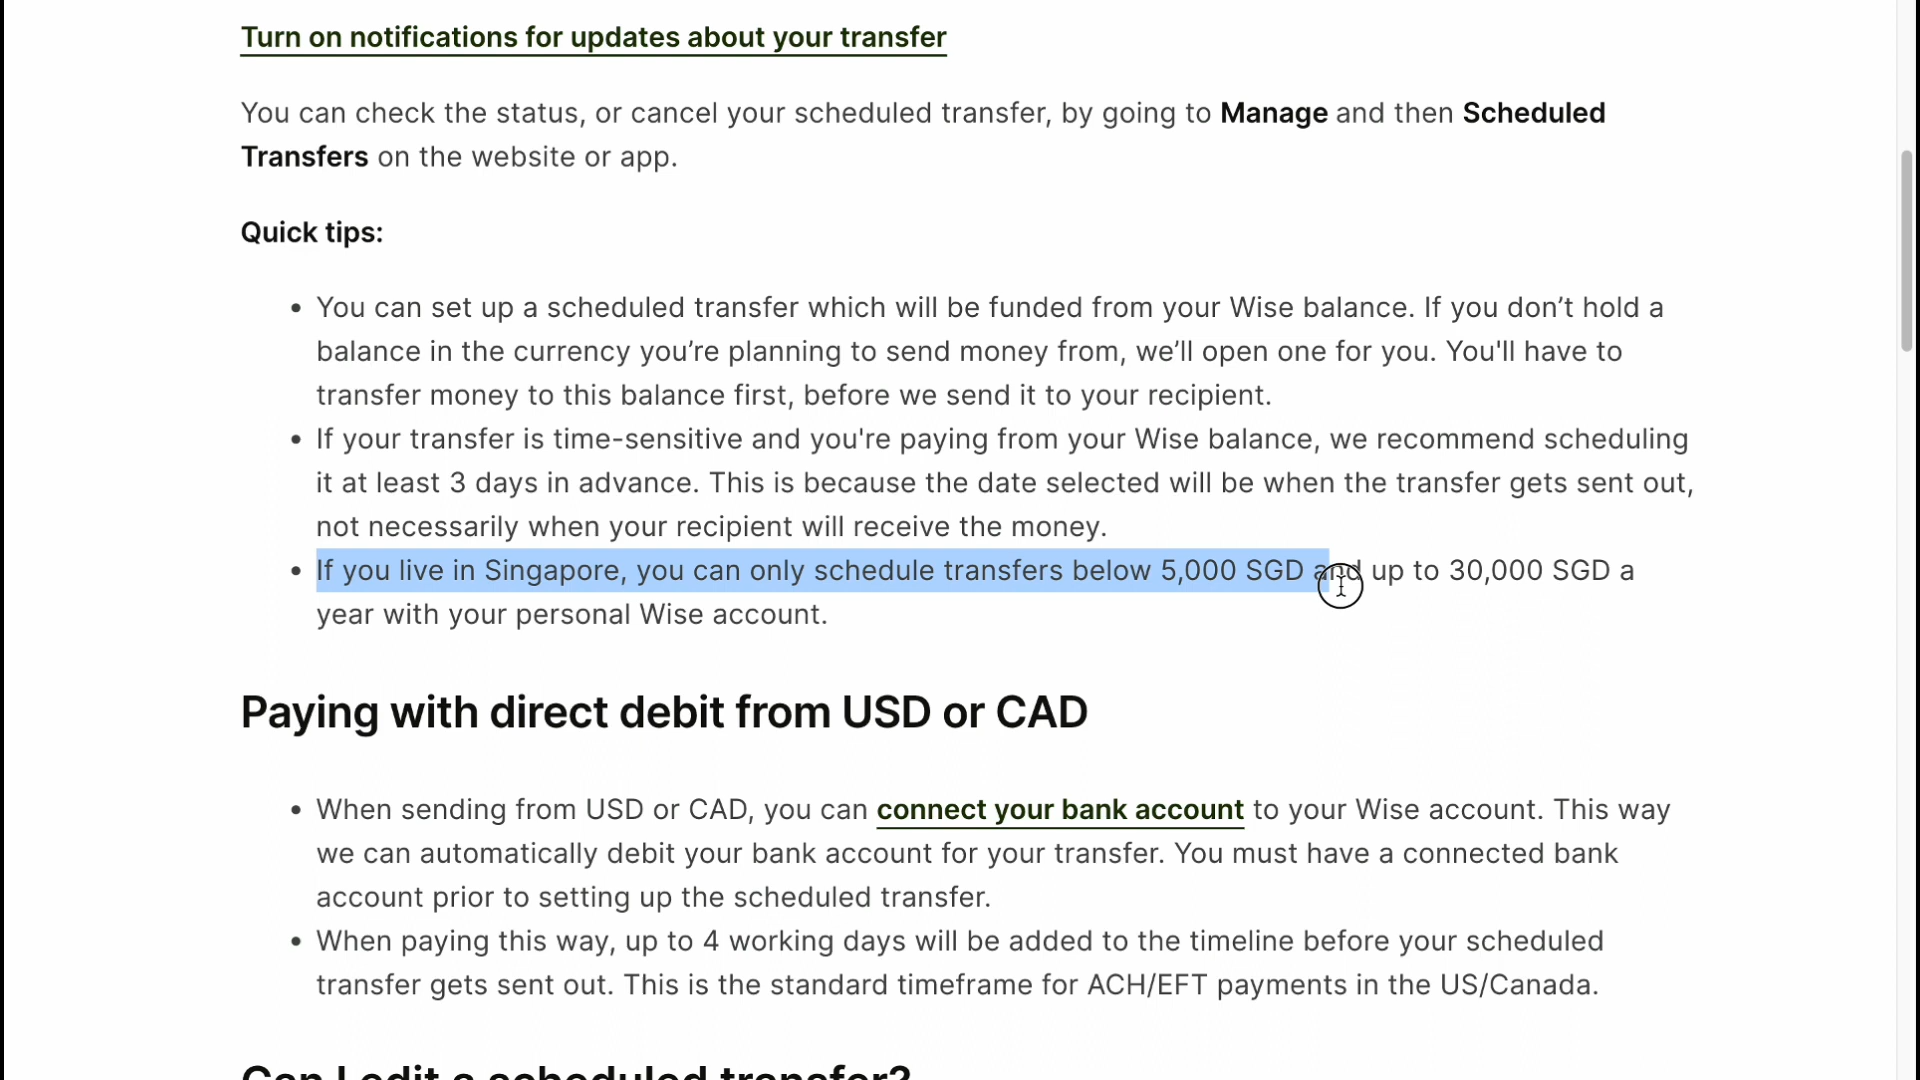 Turn on notifications for updates about your transfer
You can check the status, or cancel your scheduled transfer, by going to Manage and then Scheduled
Transfers on the website or app.
Quick tips:
• You can set up a scheduled transfer which will be funded from your Wise balance. If you don’t hold a
balance in the currency you’re planning to send money from, we’ll open one for you. You'll have to
transfer money to this balance first, before we send it to your recipient.
• If your transfer is time-sensitive and you're paying from your Wise balance, we recommend scheduling
it at least 3 days in advance. This is because the date selected will be when the transfer gets sent out,
not necessarily when your recipient will receive the money.
• If you live in Singapore, you can only schedule transfers below 5,000 SGD and up to 30,000 SGD a
year with your personal Wise account.
Paying with direct debit from USD or CAD
• When sending from USD or CAD, you can connect your bank account to your Wise account. This way
we can automatically debit your bank account for your transfer. You must have a connected bank
account prior to setting up the scheduled transfer.
• When paying this way, up to 4 working days will be added to the timeline before your scheduled
transfer gets sent out. This is the standard timeframe for ACH/EFT payments in the US/Canada.
Can I edit a scheduled transfer?